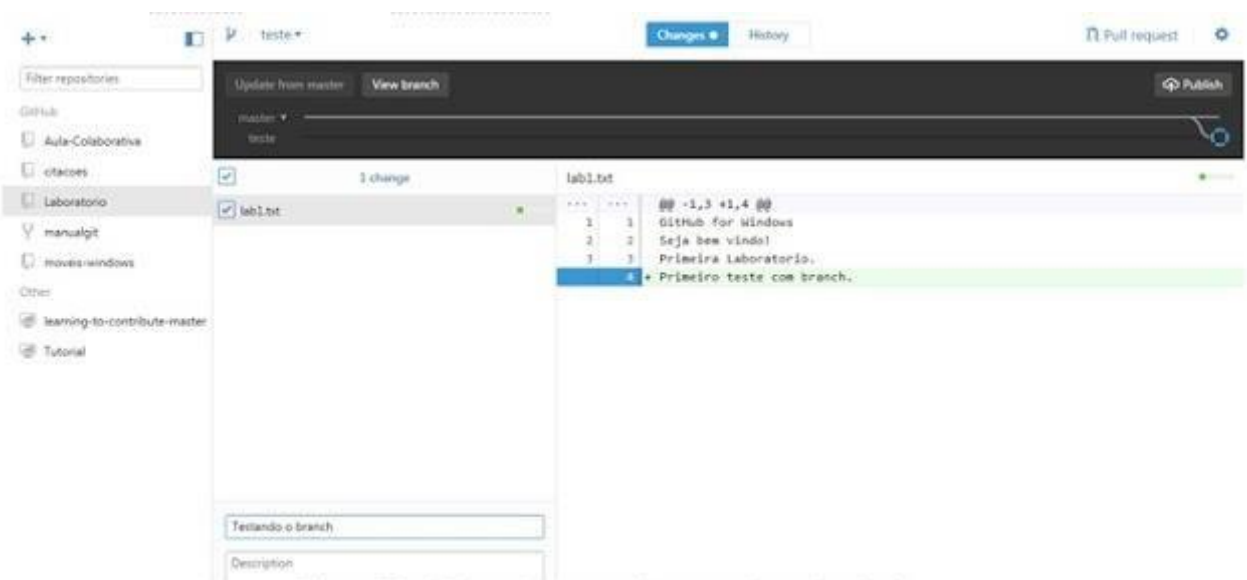 teste
Changes
History
Pull request
Filter repositories
GitHub
Aula-Colaborativa
citacoes
Laboratorio
manualgit
moveis-windows
Other
learning-to-contribute-master
Tutorial
Update from master
View branch
Publish
master
teste
1 change
lab1.txt
lab1.txt
... ... @@ -1,3 +1,4 @@
1 1 GitHub for Windows
2 2 Seja bem vindo!
3 3 Primeira Laboratorio.
4 + Primeiro teste com branch.
Testando o branch
Description